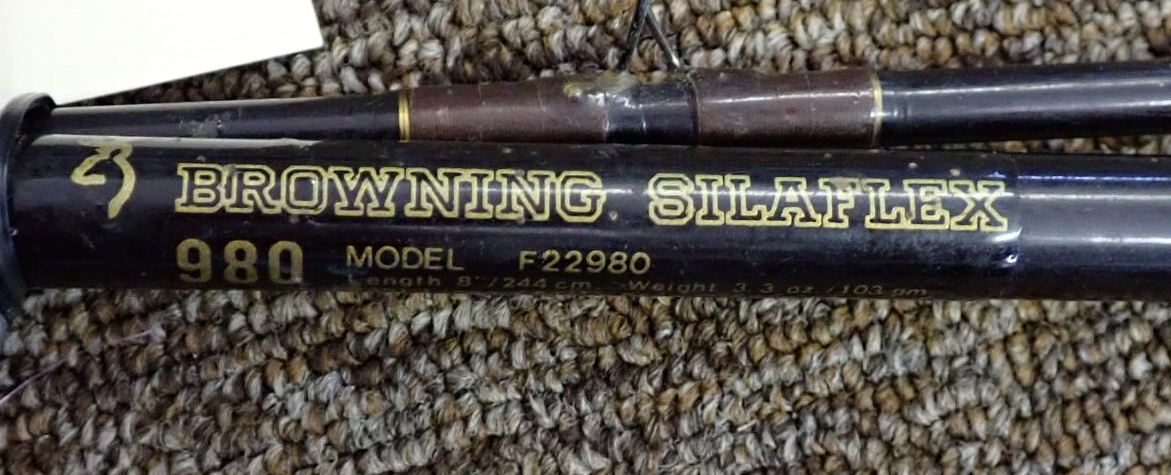 BROWNING SILAFLEX
980 MODEL F22980
Length 8'/244 cm. Weight 3.3 oz./103 gm.